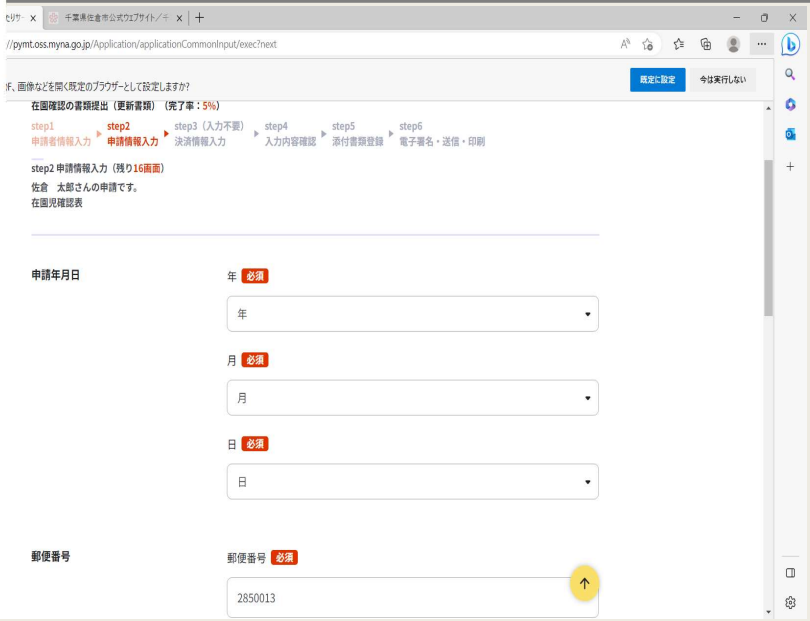 とりサ-
千葉県佐倉市公式ウェブサイト/千
//pymt.oss.myna.go.jp/Application/applicationCommonInput/exec?next
F、画像などを開く既定のブラウザーとして設定しますか?
既定に設定
今は実行しない
在園確認の書類提出（更新書類）（完了率：5%）
step1
申請者情報入力
step2
申請情報入力
step3（入力不要）
決済情報入力
step4
入力内容確認
step5
添付書類登録
step6
電子署名・送信・印刷
step2 申請情報入力（残り16画面）
佐倉　太郎さんの申請です。
在園児確認表
申請年月日
年 必須
年
月 必須
月
日 必須
日
郵便番号
郵便番号 必須
2850013